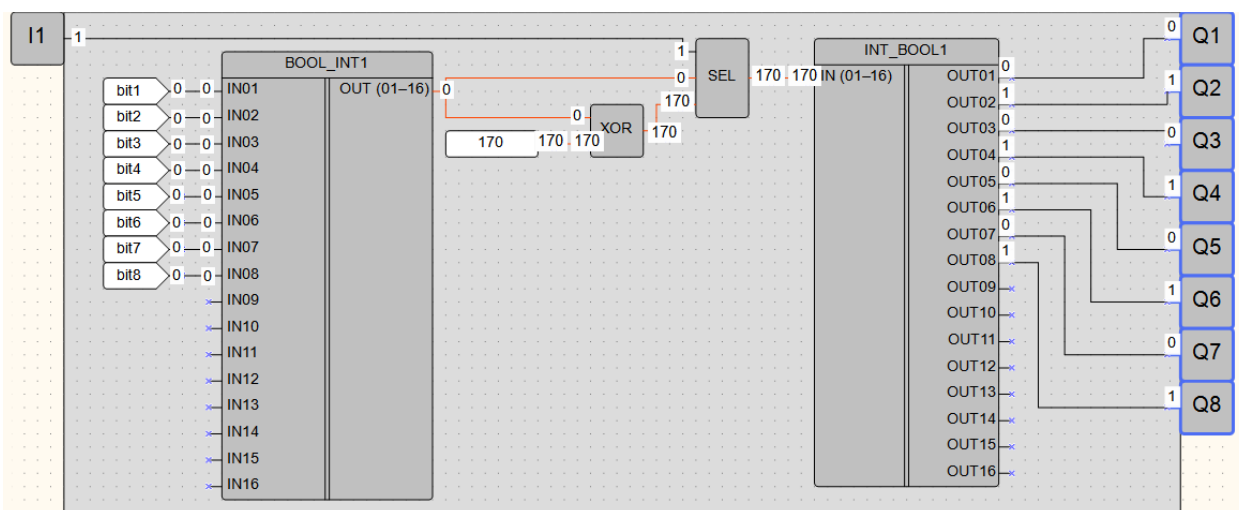 I1 1 0 Q1
BOOL_INT1 INT_BOOL1
1 SEL
bit1 0 0 IN01 OUT (01–16) 0 0 170 170 IN (01–16) OUT01 0
1 Q2
bit2 0 0 IN02 170 OUT02 1
0 XOR
bit3 0 0 IN03 170 170 170 170 OUT03 0 0 Q3
bit4 0 0 IN04 OUT04 1
bit5 0 0 IN05 OUT05 0 1 Q4
bit6 0 0 IN06 OUT06 1
bit7 0 0 IN07 OUT07 0 0 Q5
bit8 0 0 IN08 OUT08 1
IN09 OUT09 1 Q6
IN10 OUT10
IN11 OUT11 0 Q7
IN12 OUT12
IN13 OUT13 1 Q8
IN14 OUT14
IN15 OUT15
IN16 OUT16